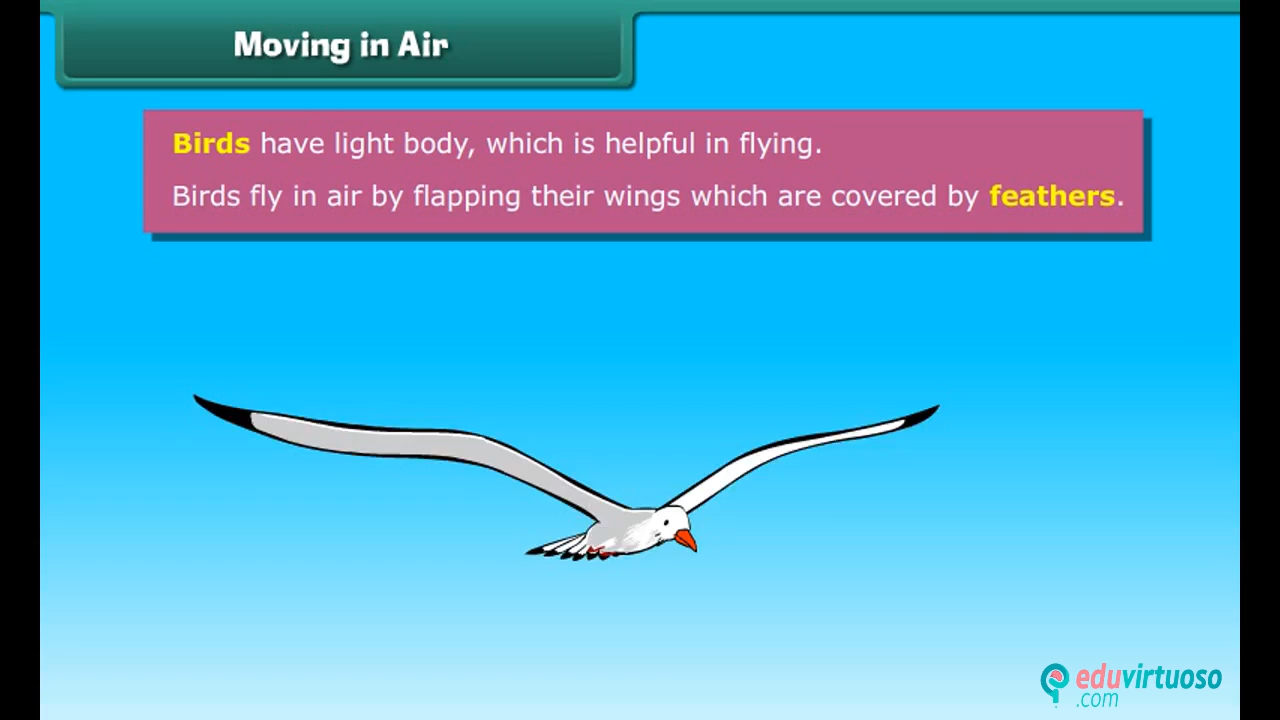 Moving in Air
Birds have light body, which is helpful in flying.
Birds fly in air by flapping their wings which are covered by feathers.
eduvirtuoso
.com